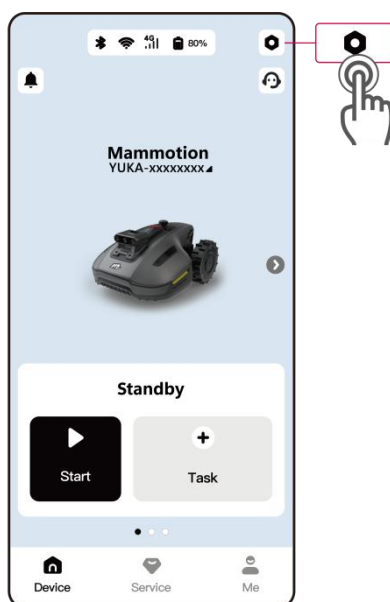 4G
80%
Mammotion
YUKA-xxxxxxxx
Standby
Start
Task
Device
Service
Me